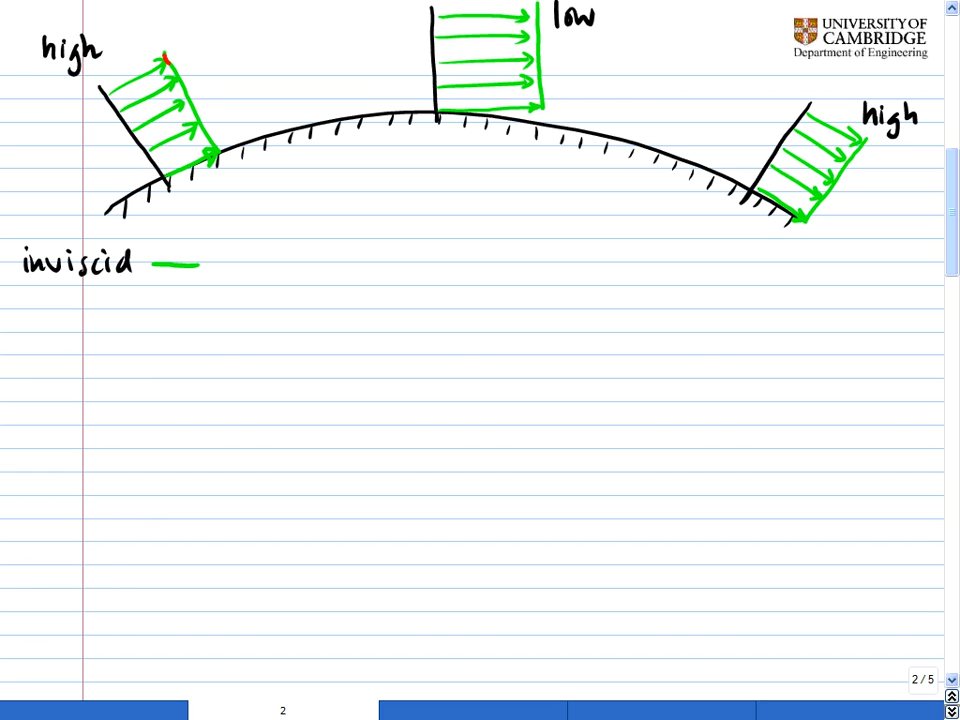 low
UNIVERSITY OF
CAMBRIDGE
Department of Engineering
high
high
inviscid
2 / 5
2